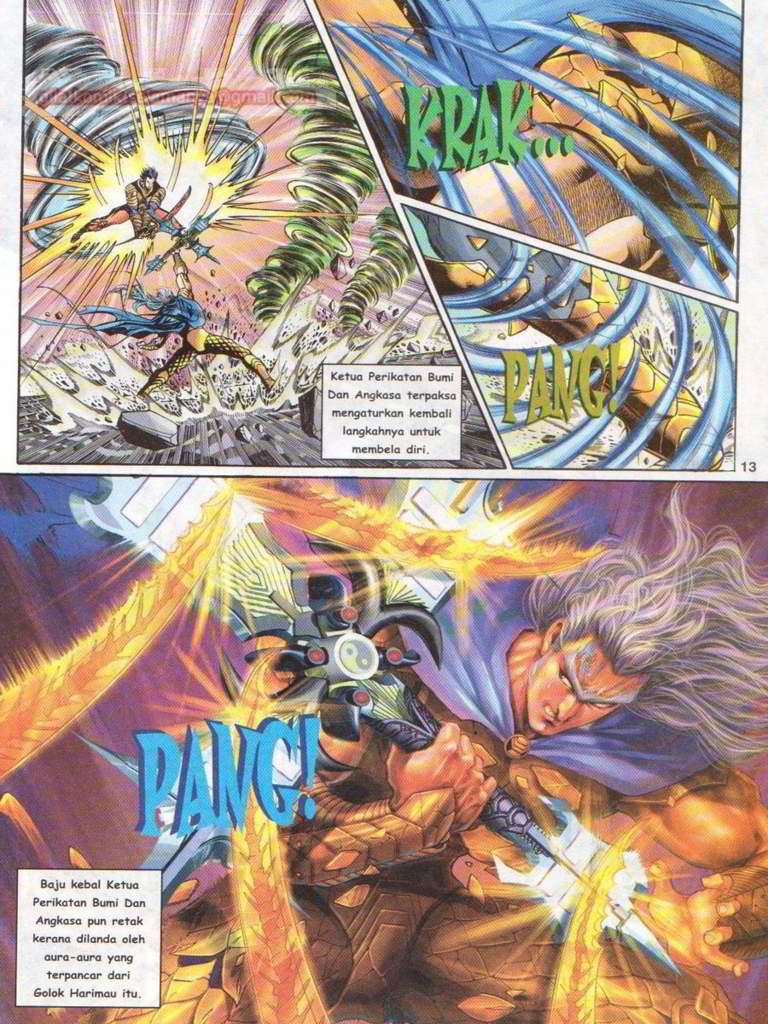 KRAK...
Ketua Perikatan Bumi
Dan Angkasa terpaksa
mengaturkan kembali
langkahnya untuk
membela diri.
PANG!
13
PANG!
Baju kebal Ketua
Perikatan Bumi Dan
Angkasa pun retak
kerana dilanda oleh
aura-aura yang
terpancar dari
Golok Harimau itu.